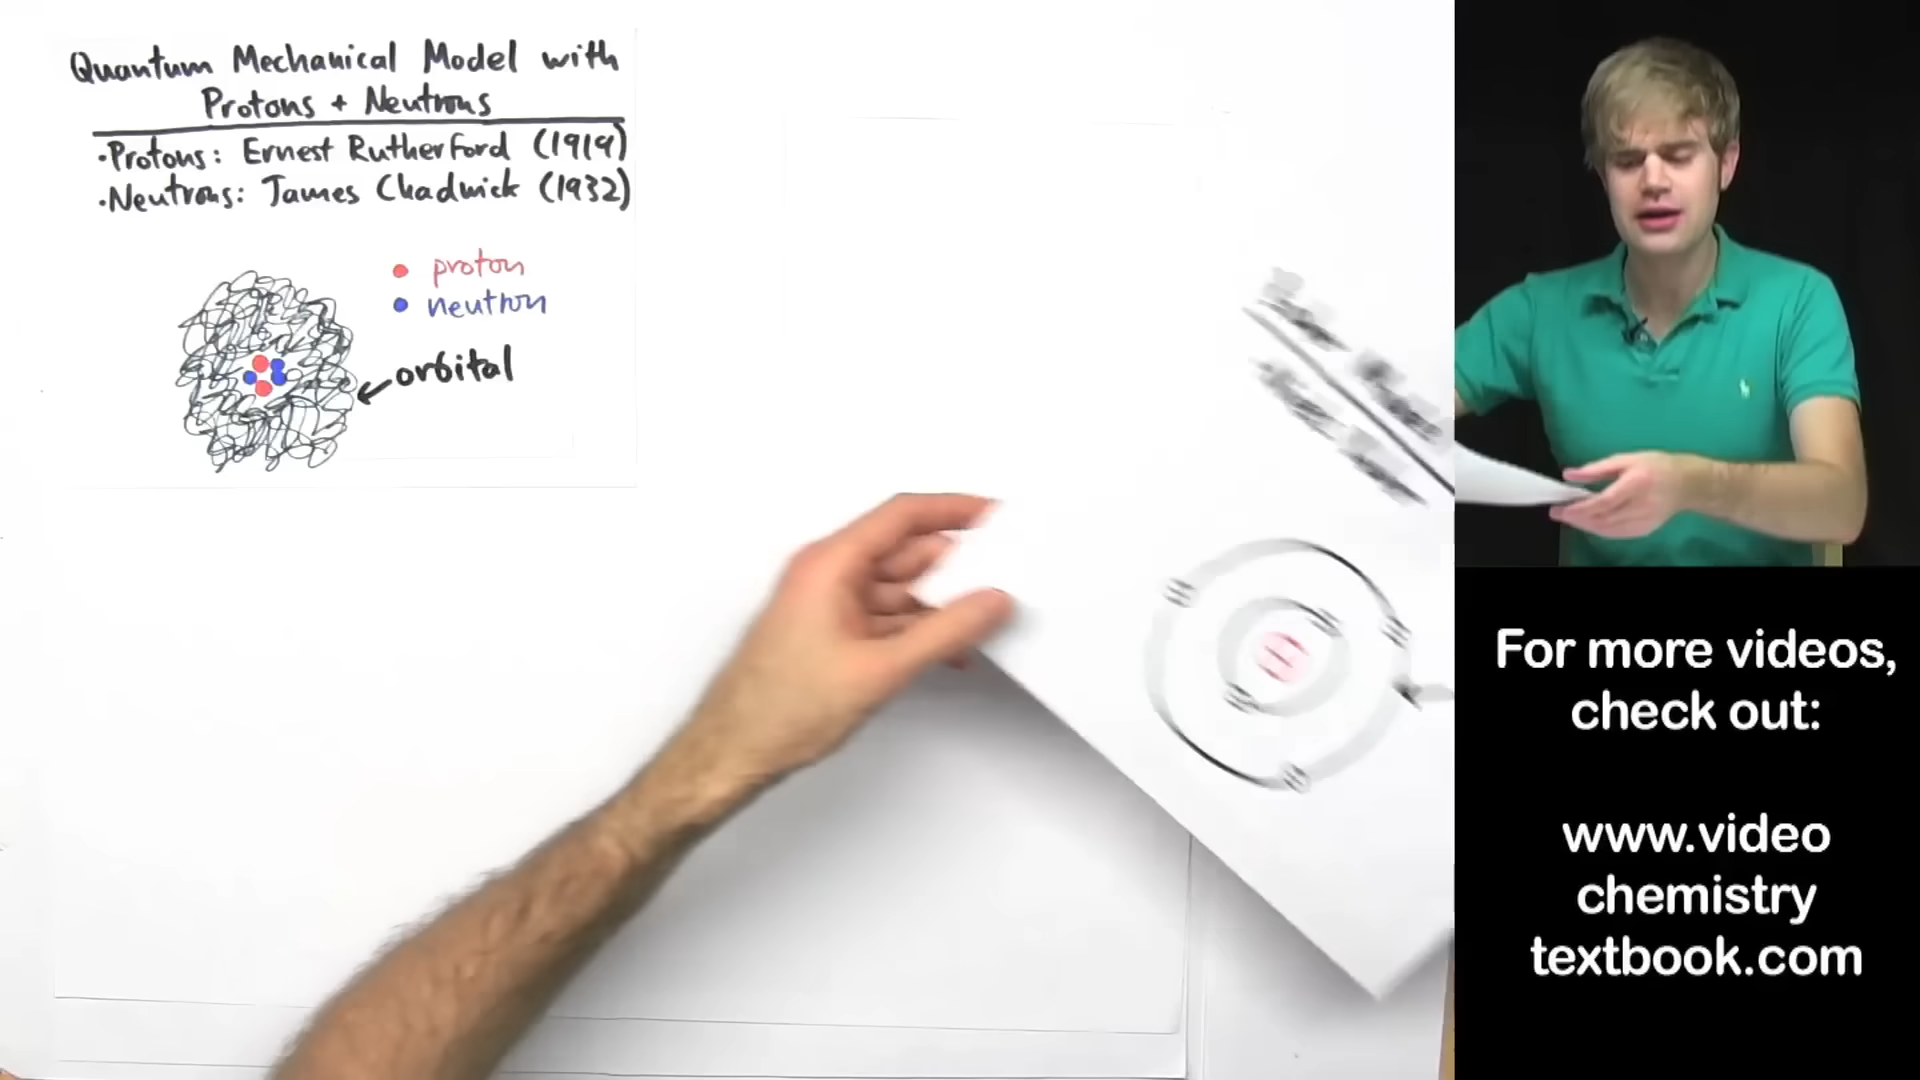 Quantum Mechanical Model with
Protons + Neutrons
•Protons: Ernest Rutherford (1919)
•Neutrons: James Chadwick (1932)
proton
neutron
orbital
For more videos,
check out:
www.video
chemistry
textbook.com